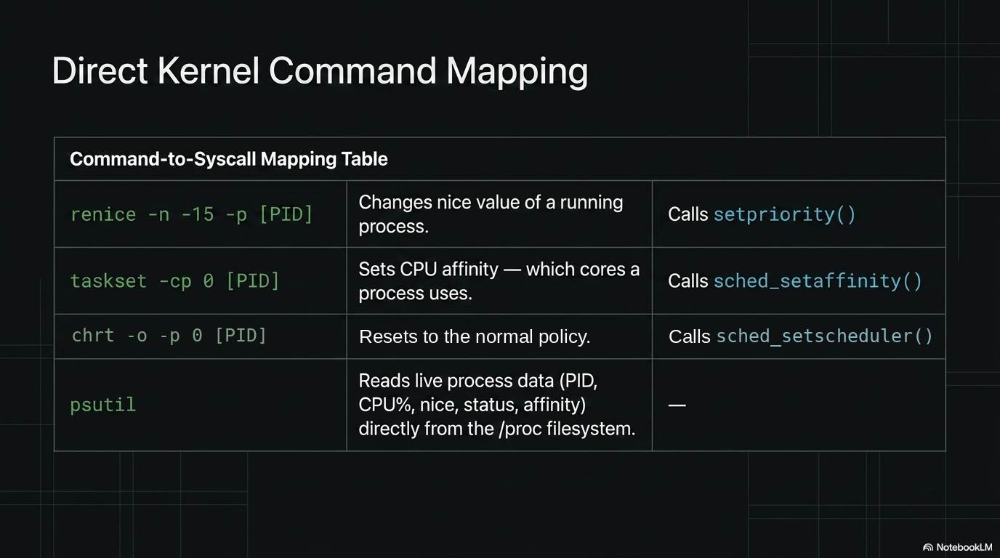 Direct Kernel Command Mapping
Command-to-Syscall Mapping Table
renice -n -15 -p [PID]
Changes nice value of a running
process.
Calls setpriority()
taskset -cp 0 [PID]
Sets CPU affinity — which cores a
process uses.
Calls sched_setaffinity()
chrt -o -p 0 [PID]
Resets to the normal policy.
Calls sched_setscheduler()
psutil
Reads live process data (PID,
CPU%, nice, status, affinity)
directly from the /proc filesystem.
—
NotebookLM